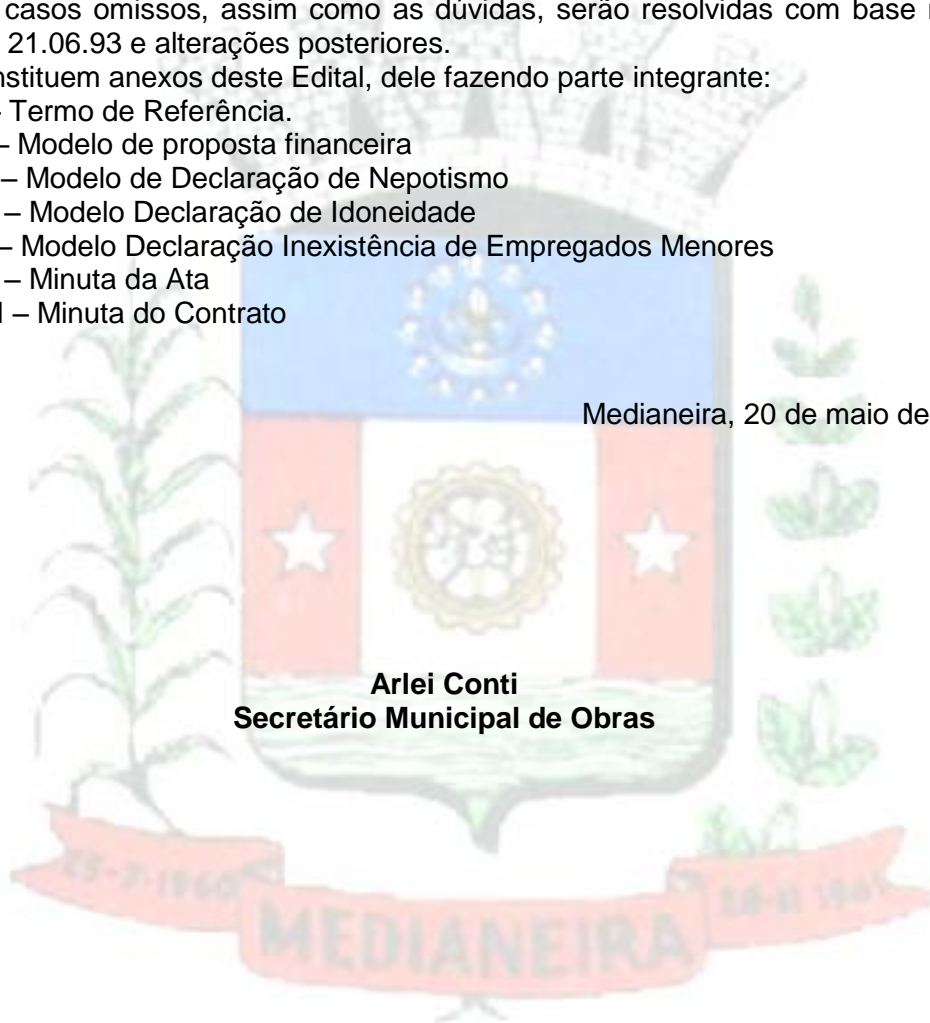 casos omissos, assim como as dúvidas, serão resolvidas com base
21.06.93 e alterações posteriores.
nstituem anexos deste Edital, dele fazendo parte integrante:
– Termo de Referência.
– Modelo de proposta financeira
– Modelo de Declaração de Nepotismo
– Modelo Declaração de Idoneidade
– Modelo Declaração Inexistência de Empregados Menores
– Minuta da Ata
– Minuta do Contrato
Medianeira, 20 de maio de
Arlei Conti
Secretário Municipal de Obras
25-7-1960
MEDIANEIRA